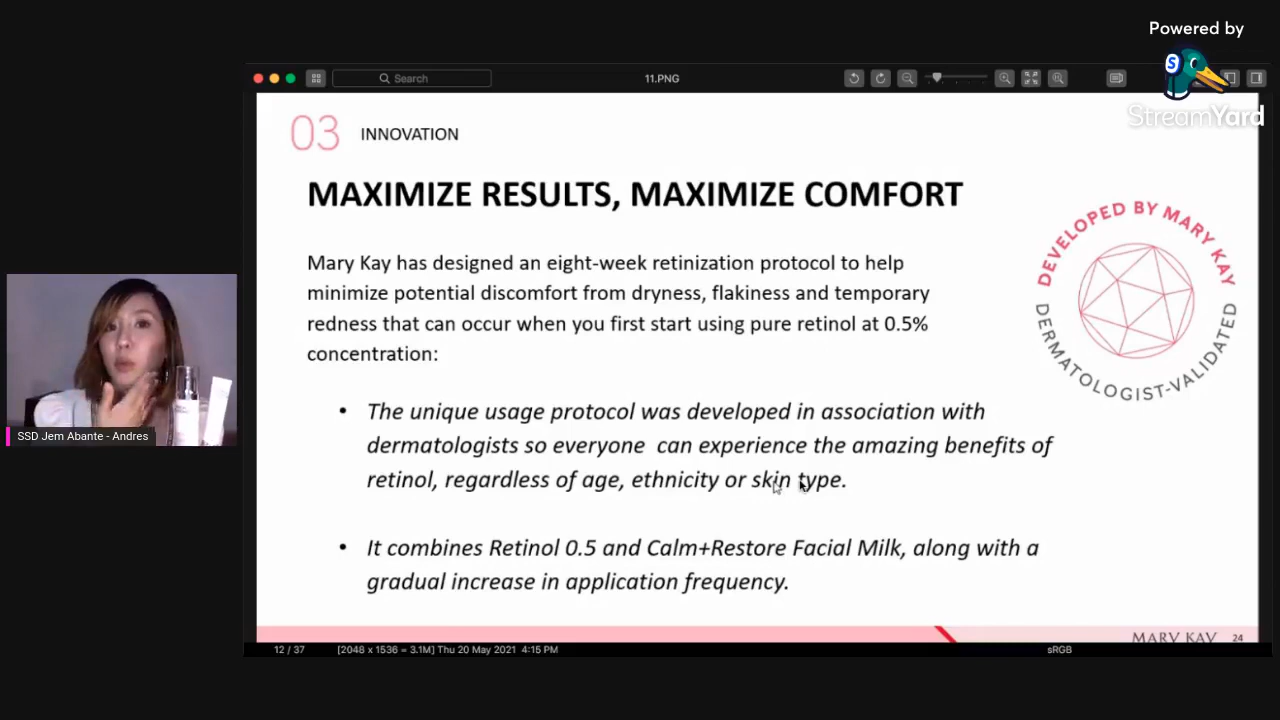 Powered by
StreamYard
Search
11.PNG
03 INNOVATION
MAXIMIZE RESULTS, MAXIMIZE COMFORT
Mary Kay has designed an eight-week retinization protocol to help
minimize potential discomfort from dryness, flakiness and temporary
redness that can occur when you first start using pure retinol at 0.5%
concentration:
• The unique usage protocol was developed in association with
dermatologists so everyone can experience the amazing benefits of
retinol, regardless of age, ethnicity or skin type.
• It combines Retinol 0.5 and Calm+Restore Facial Milk, along with a
gradual increase in application frequency.
DEVELOPED BY MARY KAY
DERMATOLOGIST-VALIDATED
SSD Jem Abante - Andres
MARY KAY 24
12 / 37 [2048 x 1536 = 3.1M] Thu 20 May 2021 4:15 PM sRGB